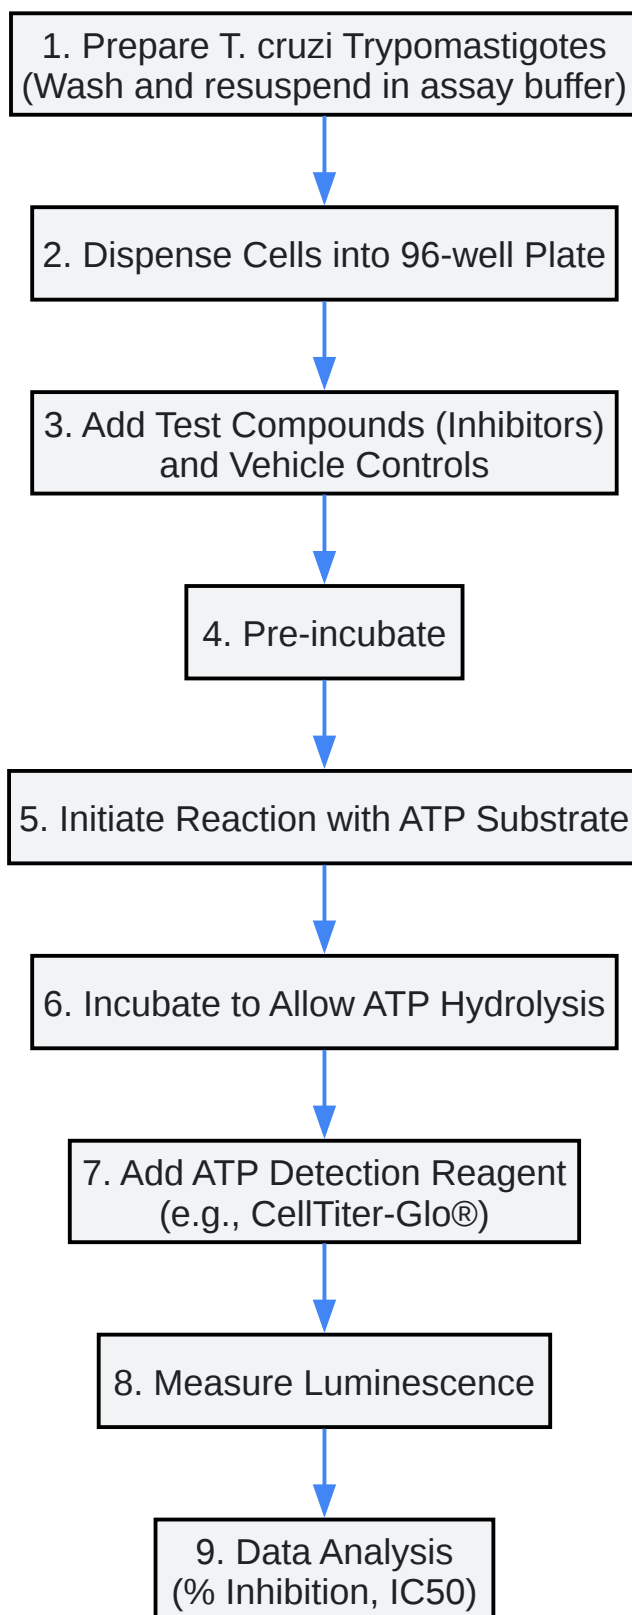 1. Prepare T. cruzi Trypomastigotes
(Wash and resuspend in assay buffer)
2. Dispense Cells into 96-well Plate
3. Add Test Compounds (Inhibitors)
and Vehicle Controls
4. Pre-incubate
5. Initiate Reaction with ATP Substrate
6. Incubate to Allow ATP Hydrolysis
7. Add ATP Detection Reagent
(e.g., CellTiter-Glo®)
8. Measure Luminescence
9. Data Analysis
(% Inhibition, IC50)